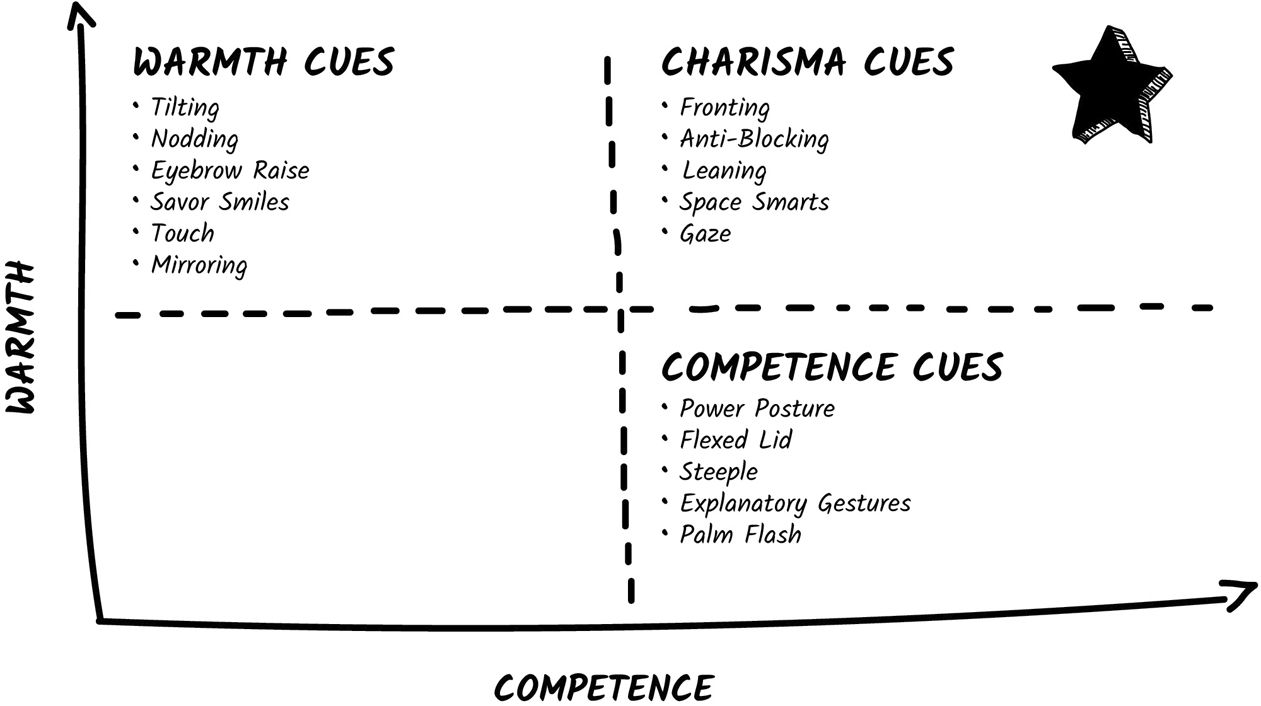 WARMTH CUES
• Tilting
• Nodding
• Eyebrow Raise
• Savor Smiles
• Touch
• Mirroring
CHARISMA CUES
• Fronting
• Anti-Blocking
• Leaning
• Space Smarts
• Gaze
WARMTH
COMPETENCE CUES
• Power Posture
• Flexed Lid
• Steeple
• Explanatory Gestures
• Palm Flash
COMPETENCE